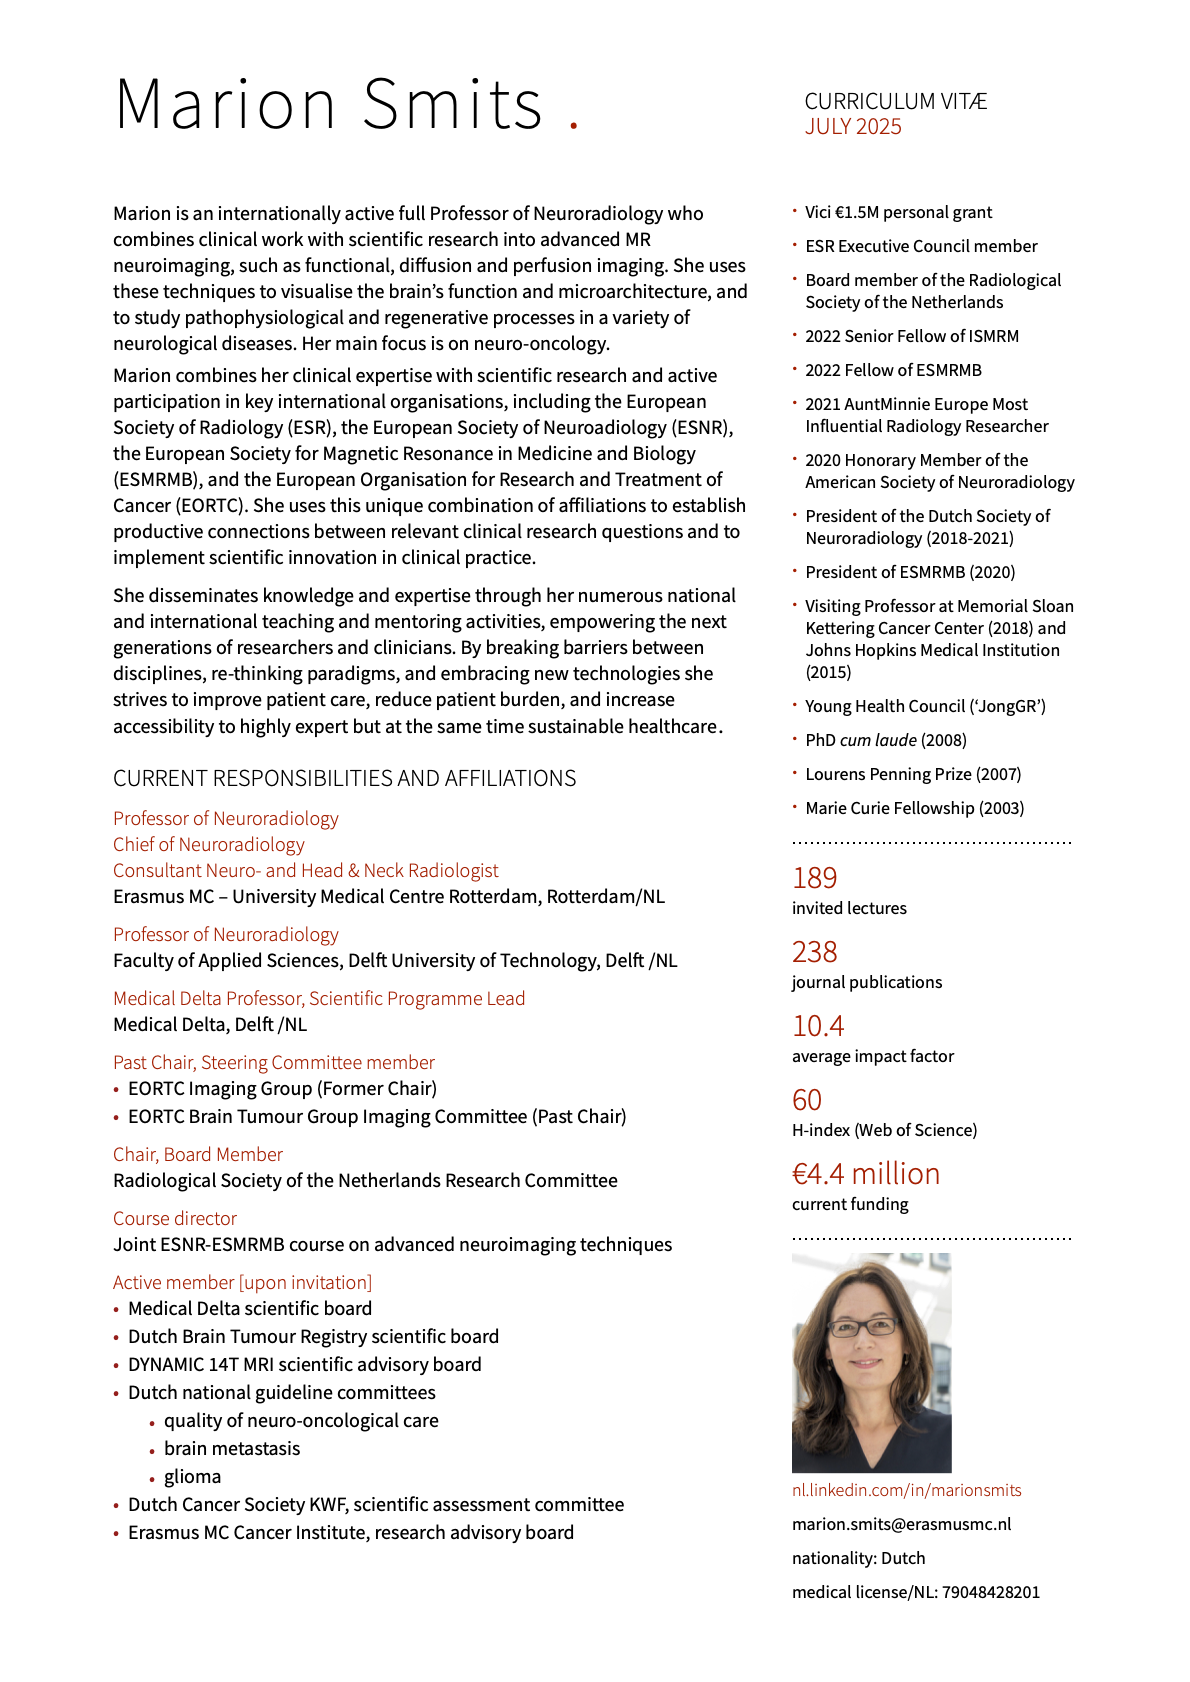 Marion Smits .
CURRICULUM VITÆ
JULY 2025
Marion is an internationally active full Professor of Neuroradiology who
combines clinical work with scientific research into advanced MR
neuroimaging, such as functional, diffusion and perfusion imaging. She uses
these techniques to visualise the brain’s function and microarchitecture, and
to study pathophysiological and regenerative processes in a variety of
neurological diseases. Her main focus is on neuro-oncology.
Marion combines her clinical expertise with scientific research and active
participation in key international organisations, including the European
Society of Radiology (ESR), the European Society of Neuroadiology (ESNR),
the European Society for Magnetic Resonance in Medicine and Biology
(ESMRMB), and the European Organisation for Research and Treatment of
Cancer (EORTC). She uses this unique combination of affiliations to establish
productive connections between relevant clinical research questions and to
implement scientific innovation in clinical practice.
She disseminates knowledge and expertise through her numerous national
and international teaching and mentoring activities, empowering the next
generations of researchers and clinicians. By breaking barriers between
disciplines, re-thinking paradigms, and embracing new technologies she
strives to improve patient care, reduce patient burden, and increase
accessibility to highly expert but at the same time sustainable healthcare.
CURRENT RESPONSIBILITIES AND AFFILIATIONS
Professor of Neuroradiology
Chief of Neuroradiology
Consultant Neuro- and Head & Neck Radiologist
Erasmus MC – University Medical Centre Rotterdam, Rotterdam/NL
Professor of Neuroradiology
Faculty of Applied Sciences, Delft University of Technology, Delft /NL
Medical Delta Professor, Scientific Programme Lead
Medical Delta, Delft /NL
Past Chair, Steering Committee member
• EORTC Imaging Group (Former Chair)
• EORTC Brain Tumour Group Imaging Committee (Past Chair)
Chair, Board Member
Radiological Society of the Netherlands Research Committee
Course director
Joint ESNR-ESMRMB course on advanced neuroimaging techniques
Active member [upon invitation]
• Medical Delta scientific board
• Dutch Brain Tumour Registry scientific board
• DYNAMIC 14T MRI scientific advisory board
• Dutch national guideline committees
• quality of neuro-oncological care
• brain metastasis
• glioma
• Dutch Cancer Society KWF, scientific assessment committee
• Erasmus MC Cancer Institute, research advisory board
• Vici €1.5M personal grant
• ESR Executive Council member
• Board member of the Radiological
Society of the Netherlands
• 2022 Senior Fellow of ISMRM
• 2022 Fellow of ESMRMB
• 2021 AuntMinnie Europe Most
Influential Radiology Researcher
• 2020 Honorary Member of the
American Society of Neuroradiology
• President of the Dutch Society of
Neuroradiology (2018-2021)
• President of ESMRMB (2020)
• Visiting Professor at Memorial Sloan
Kettering Cancer Center (2018) and
Johns Hopkins Medical Institution
(2015)
• Young Health Council (‘JongGR’)
• PhD cum laude (2008)
• Lourens Penning Prize (2007)
• Marie Curie Fellowship (2003)
189
invited lectures
238
journal publications
10.4
average impact factor
60
H-index (Web of Science)
€4.4 million
current funding
nl.linkedin.com/in/marionsmits
marion.smits@erasmusmc.nl
nationality: Dutch
medical license/NL: 79048428201